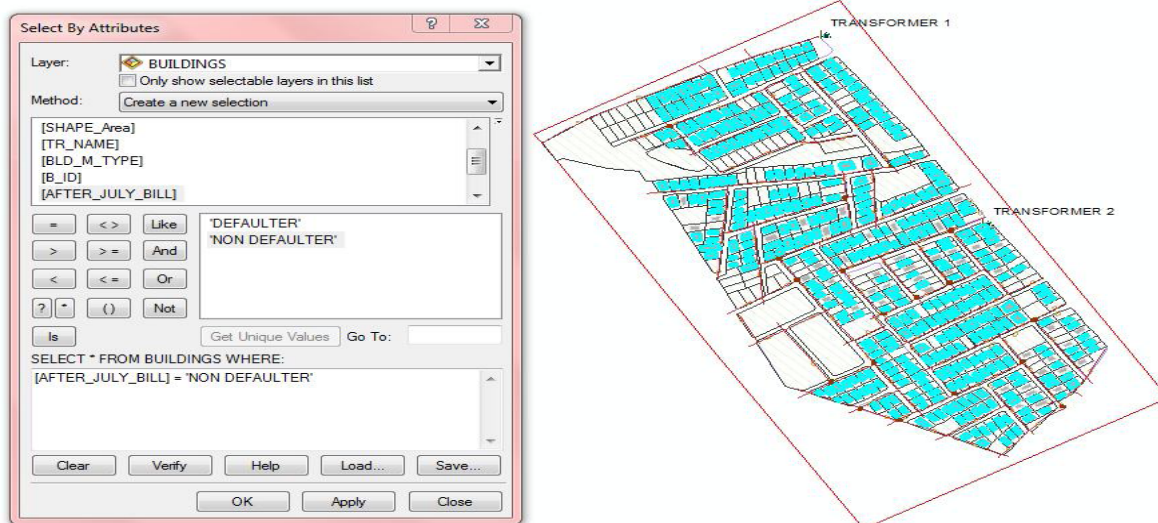 Select By Attributes
Layer:
BUILDINGS
Only show selectable layers in this list
Method:
Create a new selection
[SHAPE_Area]
[TR_NAME]
[BLD_M_TYPE]
[B_ID]
[AFTER_JULY_BILL]
= < > Like
> > = And
< < = Or
? * ( ) Not
Is
'DEFAULTER'
'NON DEFAULTER'
Get Unique Values Go To:
SELECT * FROM BUILDINGS WHERE:
[AFTER_JULY_BILL] = 'NON DEFAULTER'
Clear Verify Help Load... Save...
OK Apply Close
TRANSFORMER 1
TRANSFORMER 2